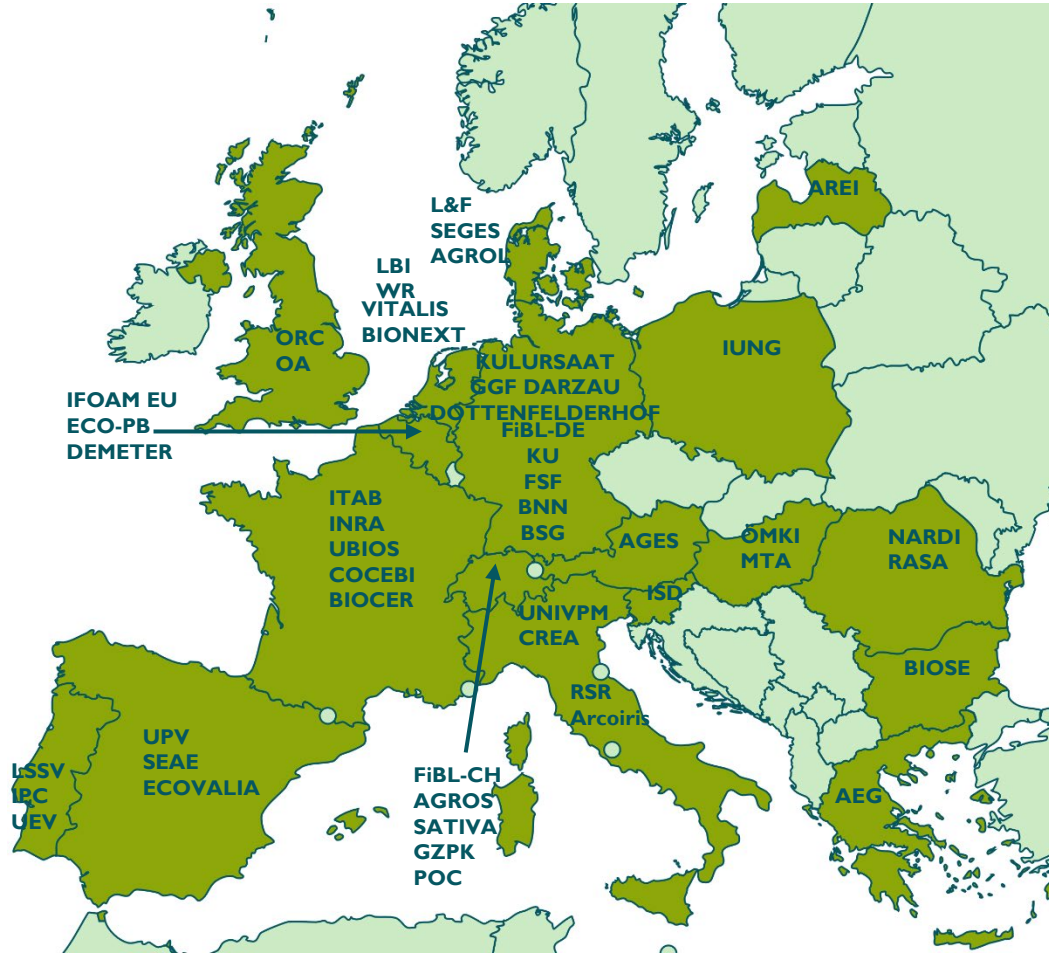 AREI
L&F
SEGES
AGROL
LBI
WR
VITALIS
BIONEXT
ORC
OA
IUNG
KULURSAAT
GGF DARZAU
DOTTENFELDERHOF
FiBL-DE
KU
FSF
BNN
BSG
IFOAM EU
ECO-PB
DEMETER
ITAB
INRA
UBIOS
COCEBI
BIOCER
AGES
OMKI
MTA
NARDI
RASA
ISD
UNIVPM
CREA
BIOSE
RSR
Arcoiris
UPV
SEAE
ECOVALIA
LSSV
IPC
UEV
FiBL-CH
AGROS
SATIVA
GZPK
POC
AEG